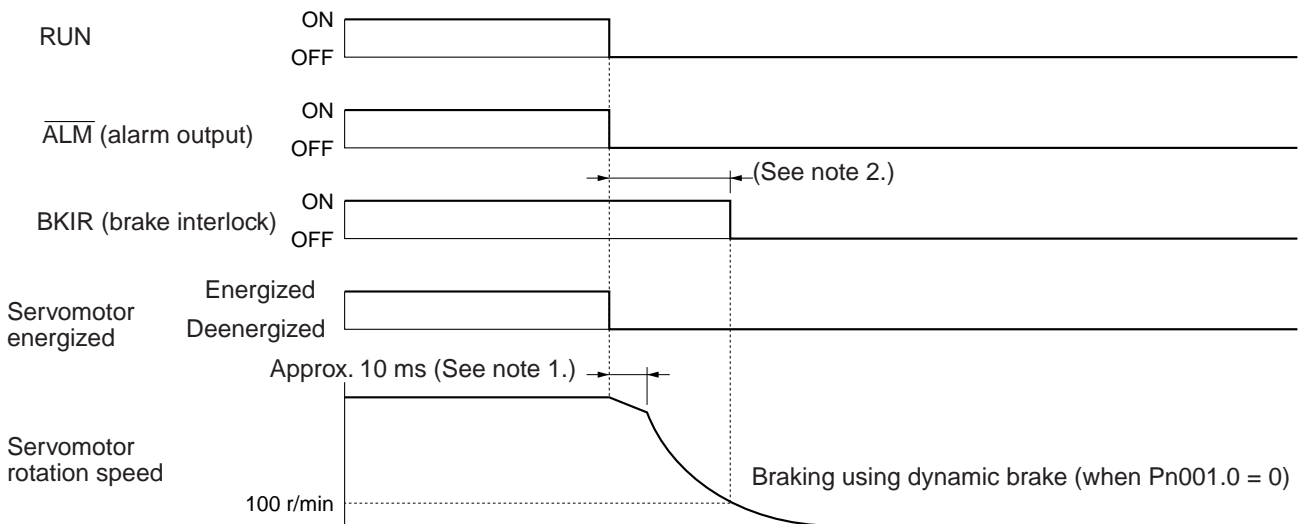 RUN
ON
OFF
ALM (alarm output)
ON
OFF
(See note 2.)
BKIR (brake interlock)
ON
OFF
Servomotor
energized
Energized
Deenergized
Approx. 10 ms (See note 1.)
Servomotor
rotation speed
Braking using dynamic brake (when Pn001.0 = 0)
100 r/min